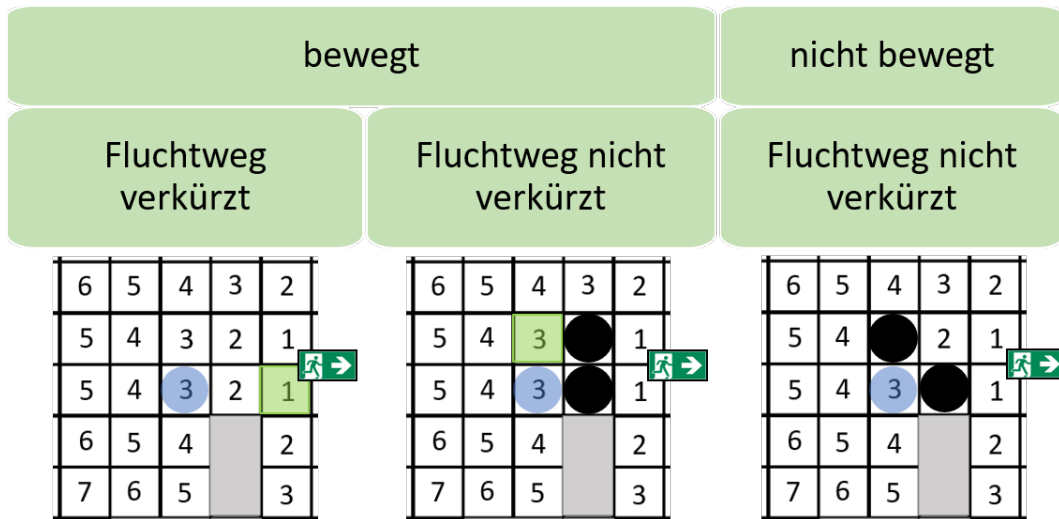 bewegt
nicht bewegt
Fluchtweg
verkürzt
Fluchtweg nicht
verkürzt
Fluchtweg nicht
verkürzt
6 5 4 3 2
5 4 3 2 1
5 4 3 2 1
6 5 4 2
7 6 5 3
6 5 4 3 2
5 4 3 1
5 4 3 1
6 5 4 2
7 6 5 3
6 5 4 3 2
5 4 2 1
5 4 3 1
6 5 4 2
7 6 5 3